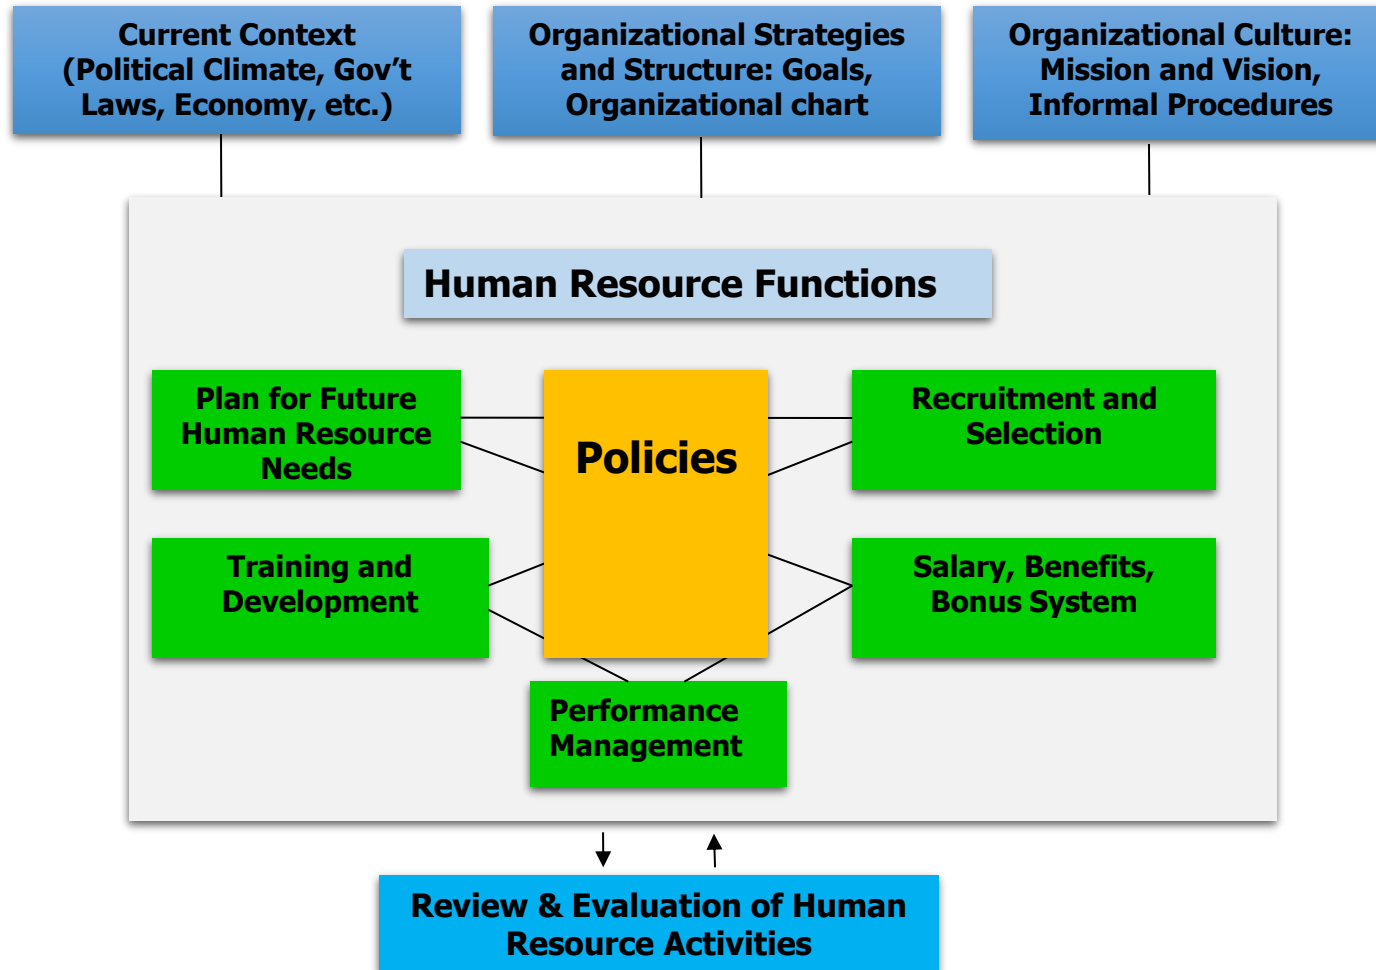 Current Context
(Political Climate, Gov’t
Laws, Economy, etc.)
Organizational Strategies
and Structure: Goals,
Organizational chart
Organizational Culture:
Mission and Vision,
Informal Procedures
Human Resource Functions
Plan for Future
Human Resource
Needs
Policies
Recruitment and
Selection
Training and
Development
Salary, Benefits,
Bonus System
Performance
Management
Review & Evaluation of Human
Resource Activities